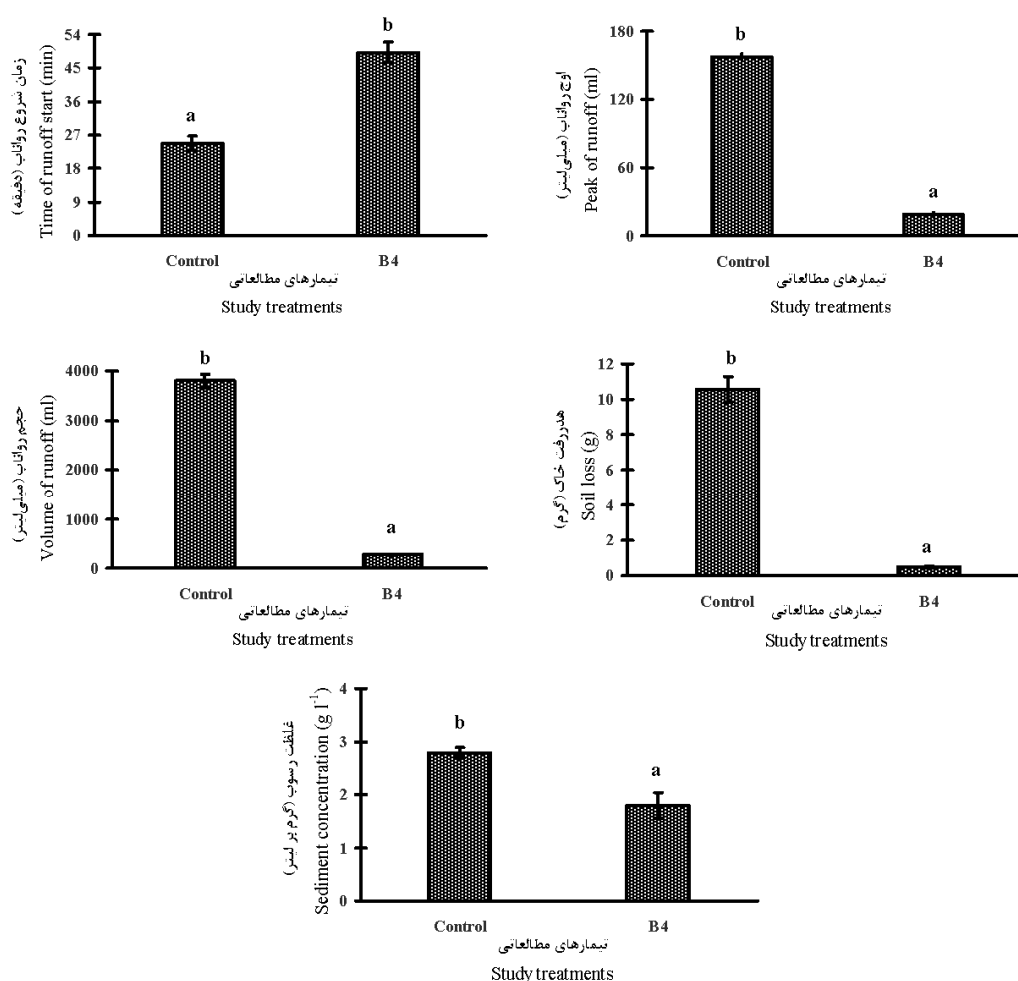 زمان شروع رواناب (دقیقه)
Time of runoff start (min)
54
45
36
27
18
9
0
a
b
Control
B4
تیمارهای مطالعاتی
Study treatments
اوج رواناب (میلی‌لیتر)
Peak of runoff (ml)
180
120
60
0
b
a
Control
B4
تیمارهای مطالعاتی
Study treatments
حجم رواناب (میلی‌لیتر)
Volume of runoff (ml)
4000
3000
2000
1000
0
b
a
Control
B4
تیمارهای مطالعاتی
Study treatments
هدررفت خاک (گرم)
Soil loss (g)
12
10
8
6
4
2
0
b
a
Control
B4
تیمارهای مطالعاتی
Study treatments
غلظت رسوب (گرم بر لیتر)
Sediment concentration (g l⁻¹)
4
3
2
1
0
b
a
Control
B4
تیمارهای مطالعاتی
Study treatments